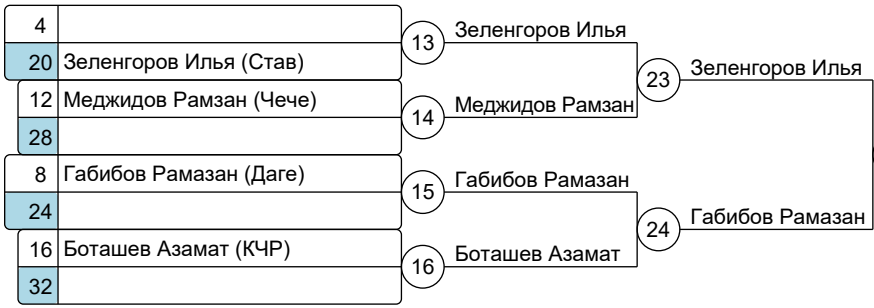 4
20 Зеленгоров Илья (Став)
12 Меджидов Рамзан (Чече)
28
8 Габибов Рамазан (Даге)
24
16 Боташев Азамат (КЧР)
32
13
14
15
16
Зеленгоров Илья
Меджидов Рамзан
Габибов Рамазан
Боташев Азамат
23
24
Зеленгоров Илья
Габибов Рамазан